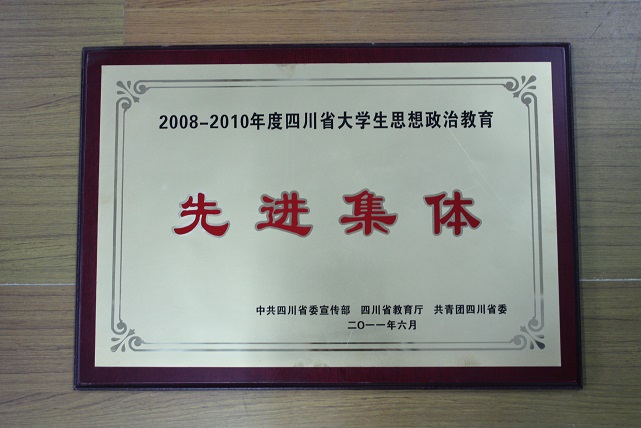 2008-2010年度四川省大学生思想政治教育
先进集体
中共四川省委宣传部 四川省教育厅 共青团四川省委
二〇一一年六月